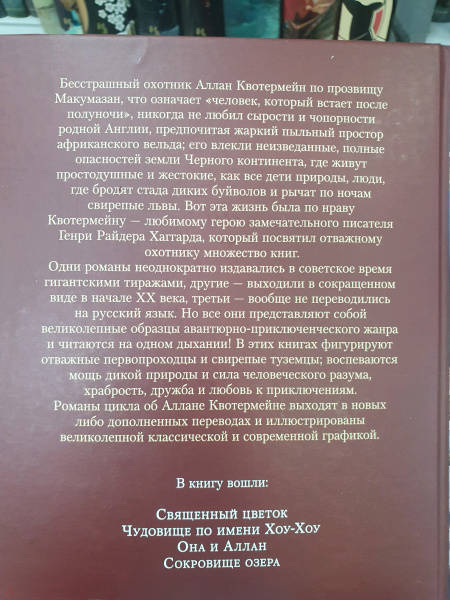 Бесстрашный охотник Аллан Квотермейн по прозвищу
Макумазан, что означает «человек, который встает после
полуночи», никогда не любил сырости и чопорности
родной Англии, предпочитая жаркий пыльный простор
африканского вельда; его влекли неизведанные, полные
опасностей земли Черного континента, где живут
простодушные и жестокие, как все дети природы, люди,
где бродят стада диких буйволов и рычат по ночам
свирепые львы. Вот эта жизнь была по нраву
Квотермейну — любимому герою замечательного писателя
Генри Райдера Хаггарда, который посвятил отважному
охотнику множество книг.
Одни романы неоднократно издавались в советское время
гигантскими тиражами, другие — выходили в сокращенном
виде в начале XX века, третьи — вообще не переводились
на русский язык. Но все они представляют собой
великолепные образцы авантюрно-приключенческого жанра
и читаются на одном дыхании! В этих книгах фигурируют
отважные первопроходцы и свирепые туземцы; воспеваются
мощь дикой природы и сила человеческого разума,
храбрость, дружба и любовь к приключениям.
Романы цикла об Аллане Квотермейне выходят в новых
либо дополненных переводах и иллюстрированы
великолепной классической и современной графикой.
В книгу вошли:
Священный цветок
Чудовище по имени Хоу-Хоу
Она и Аллан
Сокровище озера